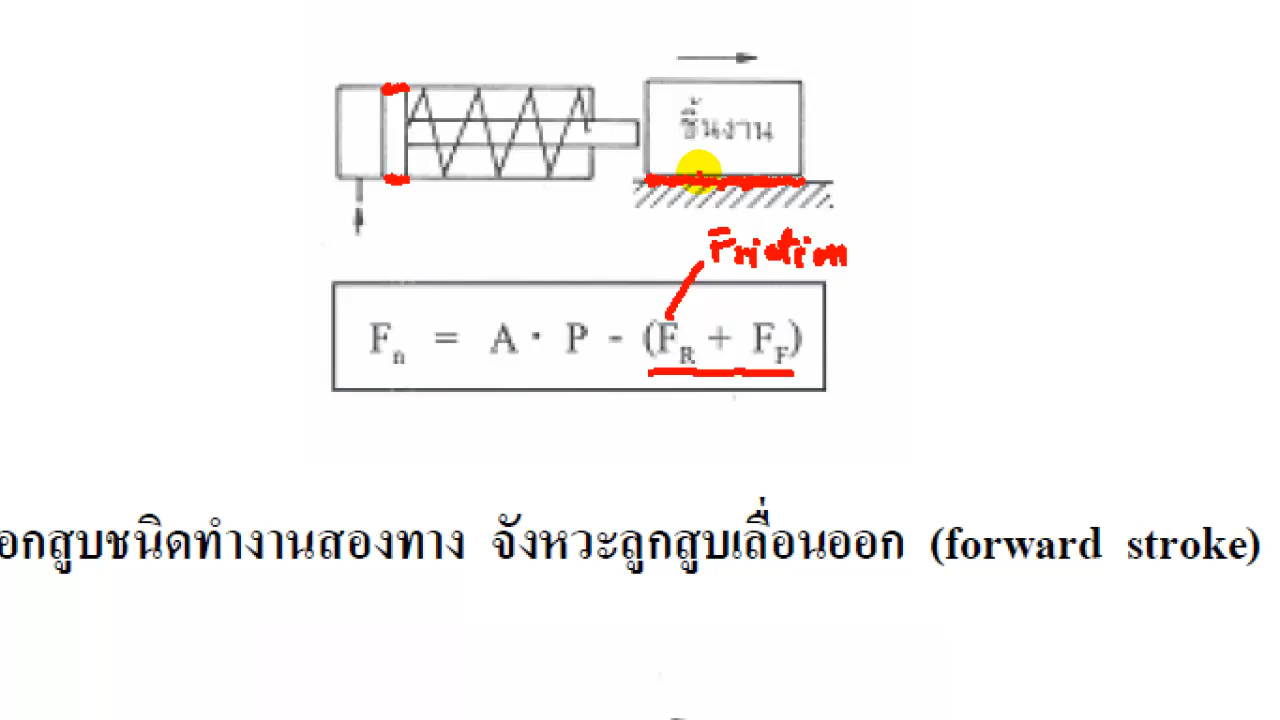 ชิ้นงาน
Friction
Fn = A · P - (FR + FF)
อกสูบชนิดทำงานสองทาง จังหวะลูกสูบเลื่อนออก (forward stroke)